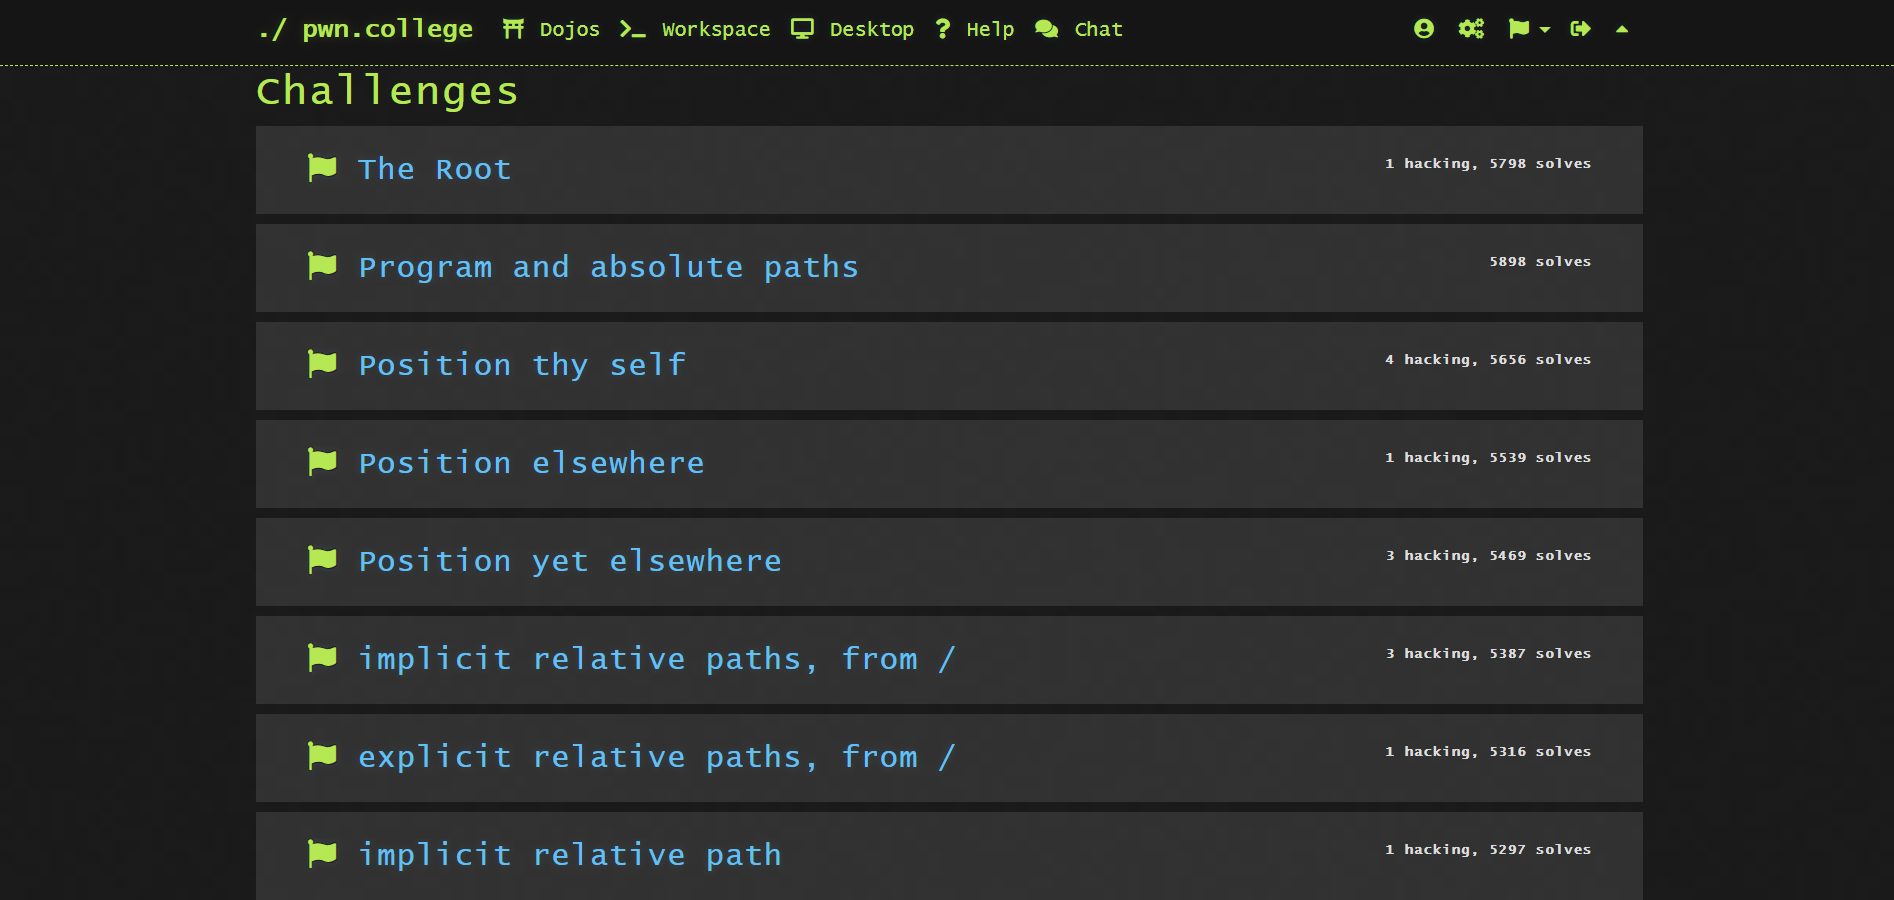 ./ pwn.college Dojos Workspace Desktop ? Help Chat
Challenges
The Root 1 hacking, 5798 solves
Program and absolute paths 5898 solves
Position thy self 4 hacking, 5656 solves
Position elsewhere 1 hacking, 5539 solves
Position yet elsewhere 3 hacking, 5469 solves
implicit relative paths, from / 3 hacking, 5387 solves
explicit relative paths, from / 1 hacking, 5316 solves
implicit relative path 1 hacking, 5297 solves